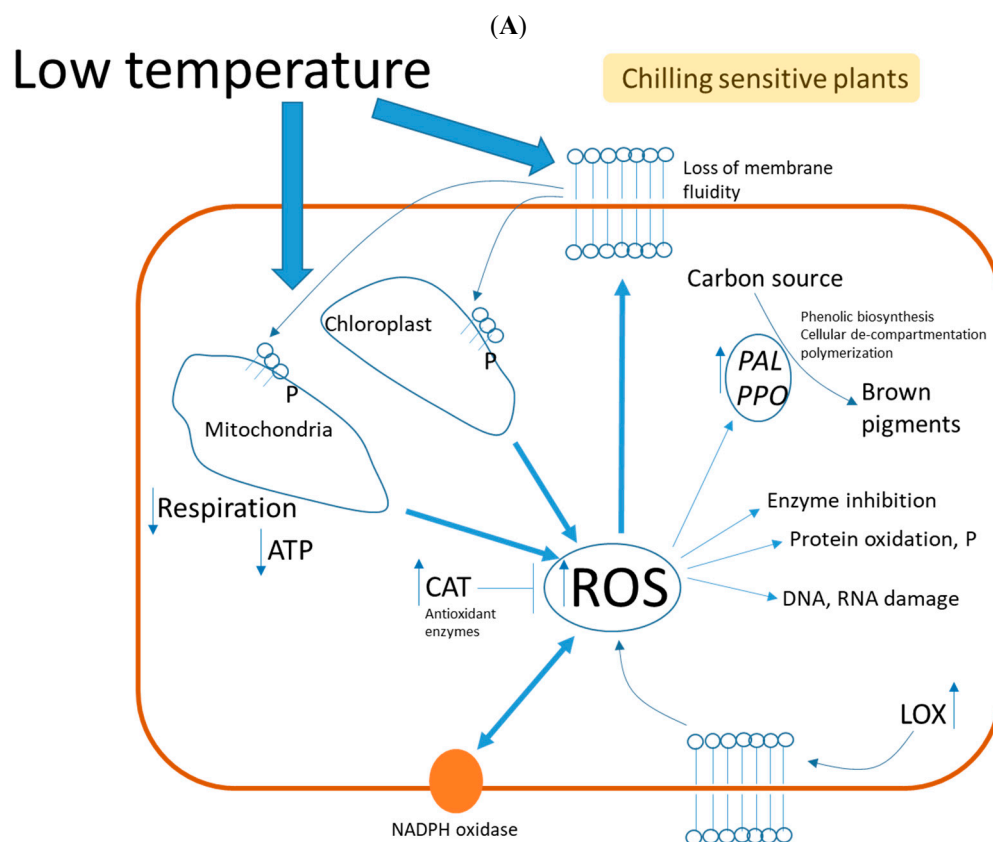 (A)
Low temperature
Chilling sensitive plants
Loss of membrane
fluidity
Carbon source
Phenolic biosynthesis
Cellular de-compartmentation
polymerization
Chloroplast
P
PAL
PPO
Brown
pigments
P
Mitochondria
Respiration
ATP
Enzyme inhibition
Protein oxidation, P
DNA, RNA damage
CAT
Antioxidant
enzymes
ROS
LOX
NADPH oxidase